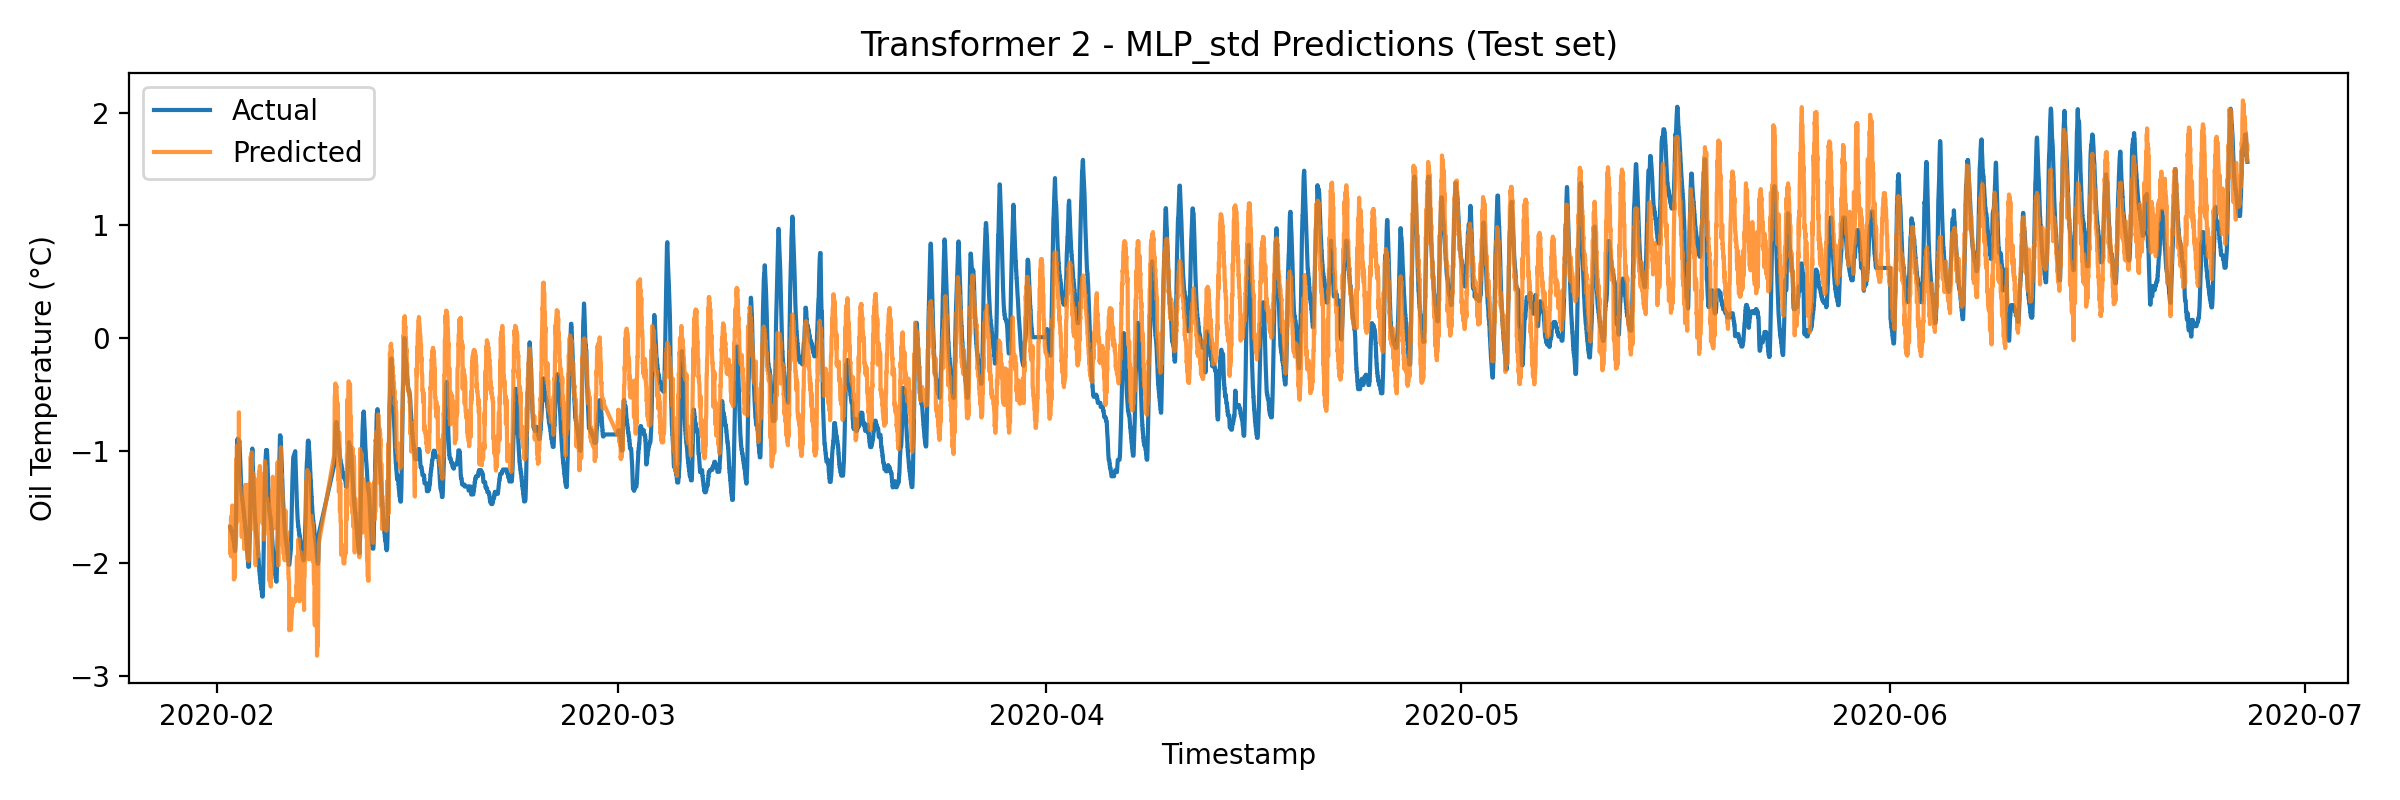 Transformer 2 - MLP_std Predictions (Test set)
Actual
Predicted
Oil Temperature (°C)
2
1
0
−1
−2
−3
2020-02 2020-03 2020-04 2020-05 2020-06 2020-07
Timestamp